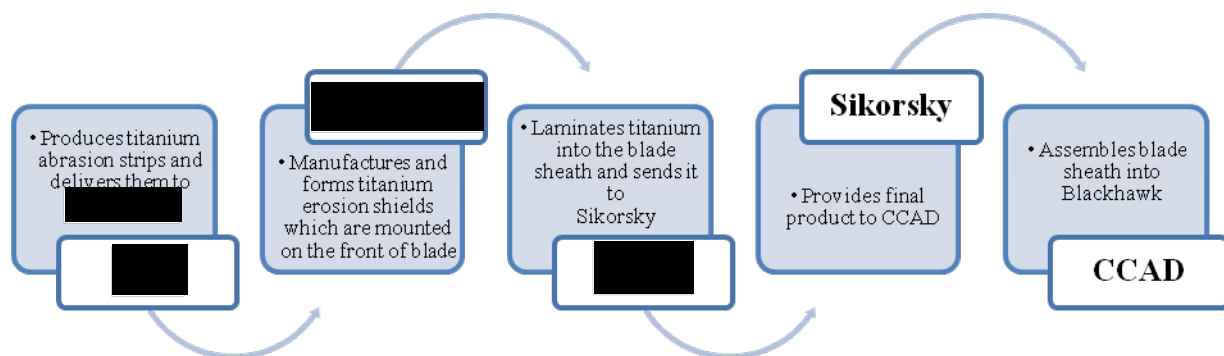 • Produces titanium
abrasion strips and
delivers them to
• Manufactures and
forms titanium
erosion shields
which are mounted
on the front of blade
• Laminates titanium
into the blade
sheath and sends it
to
Sikorsky
Sikorsky
• Provides final
product to CCAD
• Assembles blade
sheath into
Blackhawk
CCAD